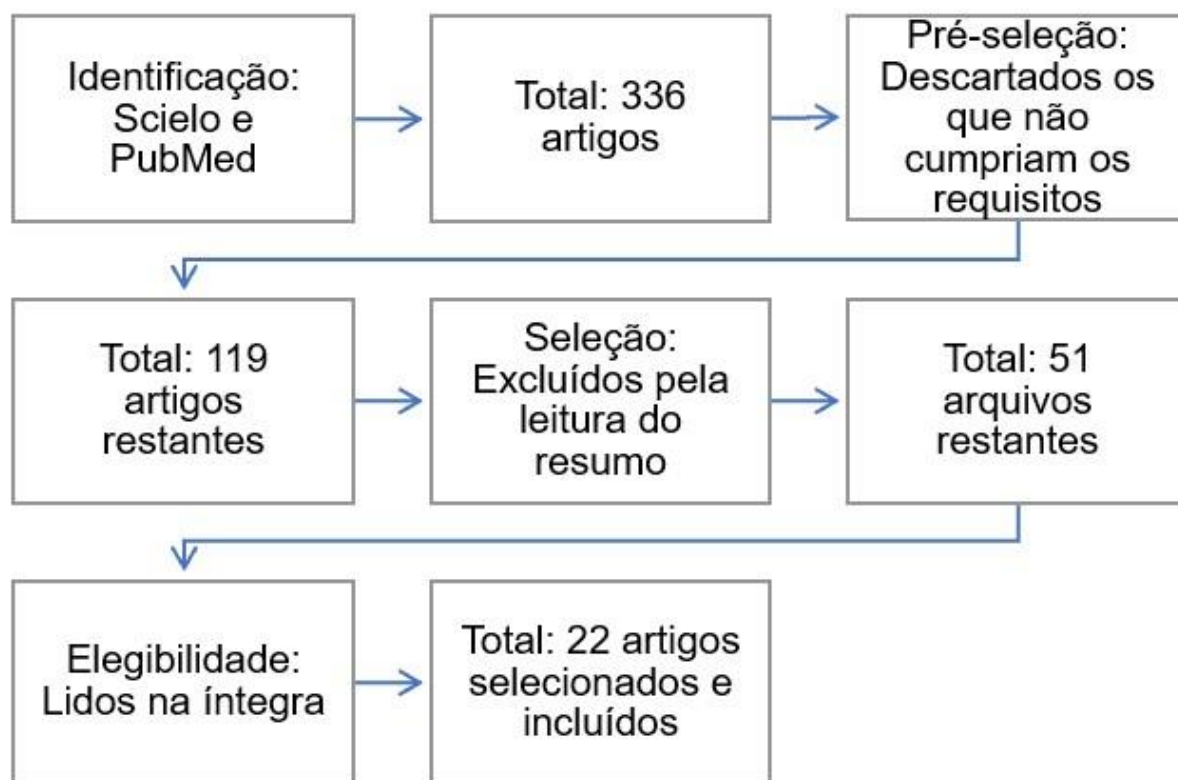 Identificação:
Scielo e
PubMed
Total: 336
artigos
Pré-seleção:
Descartados os
que não
cumpriam os
requisitos
Total: 119
artigos
restantes
Seleção:
Excluídos pela
leitura do
resumo
Total: 51
arquivos
restantes
Elegibilidade:
Lidos na íntegra
Total: 22 artigos
selecionados e
incluídos